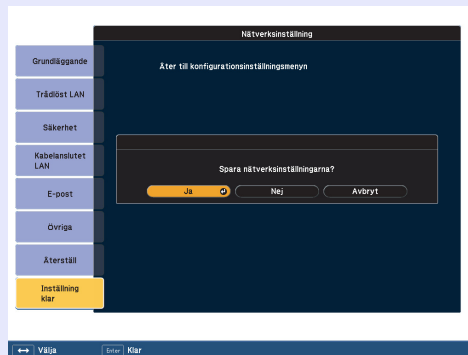 Nätverksinställning
Grundläggande
Åter till konfigurationsinställningsmenyn
Trådlöst LAN
Säkerhet
Kabelanslutet
LAN
Spara nätverksinställningarna?
Ja
Nej
Avbryt
E-post
Övriga
Återställ
Inställning
klar
Välja
Enter
Klar